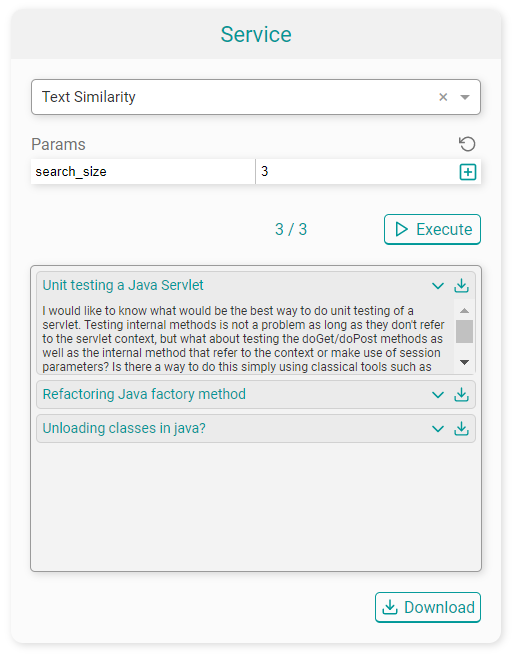 Service
Text Similarity
Params
search_size 3
3 / 3 Execute
Unit testing a Java Servlet
I would like to know what would be the best way to do unit testing of a
servlet. Testing internal methods is not a problem as long as they don't refer
to the servlet context, but what about testing the doGet/doPost methods as
well as the internal method that refer to the context or make use of session
parameters? Is there a way to do this simply using classical tools such as
Refactoring Java factory method
Unloading classes in java?
Download